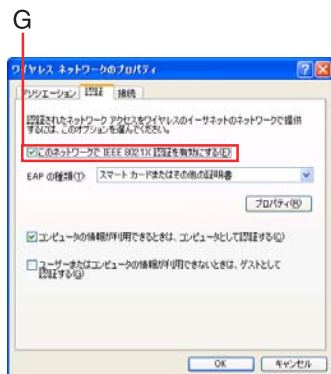 G
ワイヤレス ネットワークのプロパティ
アソシエーション 認証 接続
認証されたネットワーク アクセスをワイヤレスのイーサネットのネットワークで提供
するには、このオプションを選んでください。
このネットワークで IEEE 802.1X 認証を有効にする(E)
EAP の種類(T): スマート カードまたはその他の証明書
プロパティ(R)
コンピュータの情報が利用できるときは、コンピュータとして認証する(C)
ユーザーまたはコンピュータの情報が利用できないときは、ゲストとして
認証する(G)
OK キャンセル